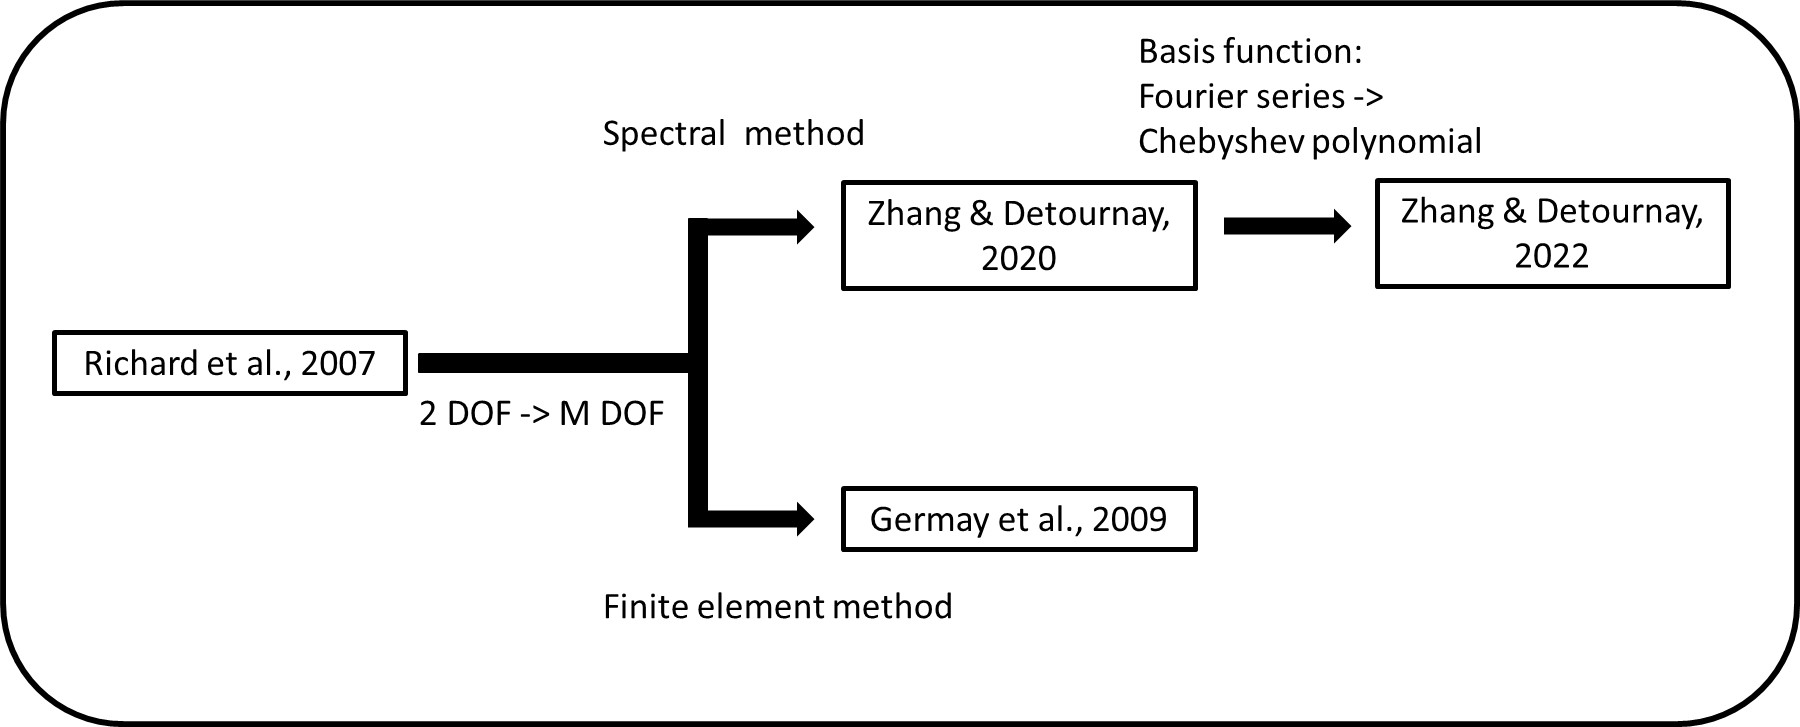 Basis function:
Fourier series ->
Chebyshev polynomial
Spectral method
Zhang & Detournay,
2020
Zhang & Detournay,
2022
Richard et al., 2007
2 DOF -> M DOF
Germay et al., 2009
Finite element method